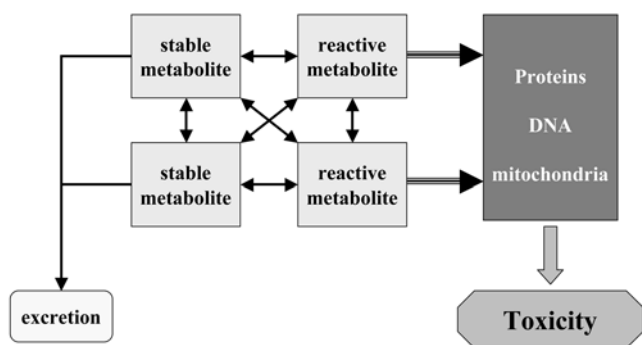 stable
metabolite
reactive
metabolite
Proteins
DNA
mitochondria
stable
metabolite
reactive
metabolite
excretion
Toxicity